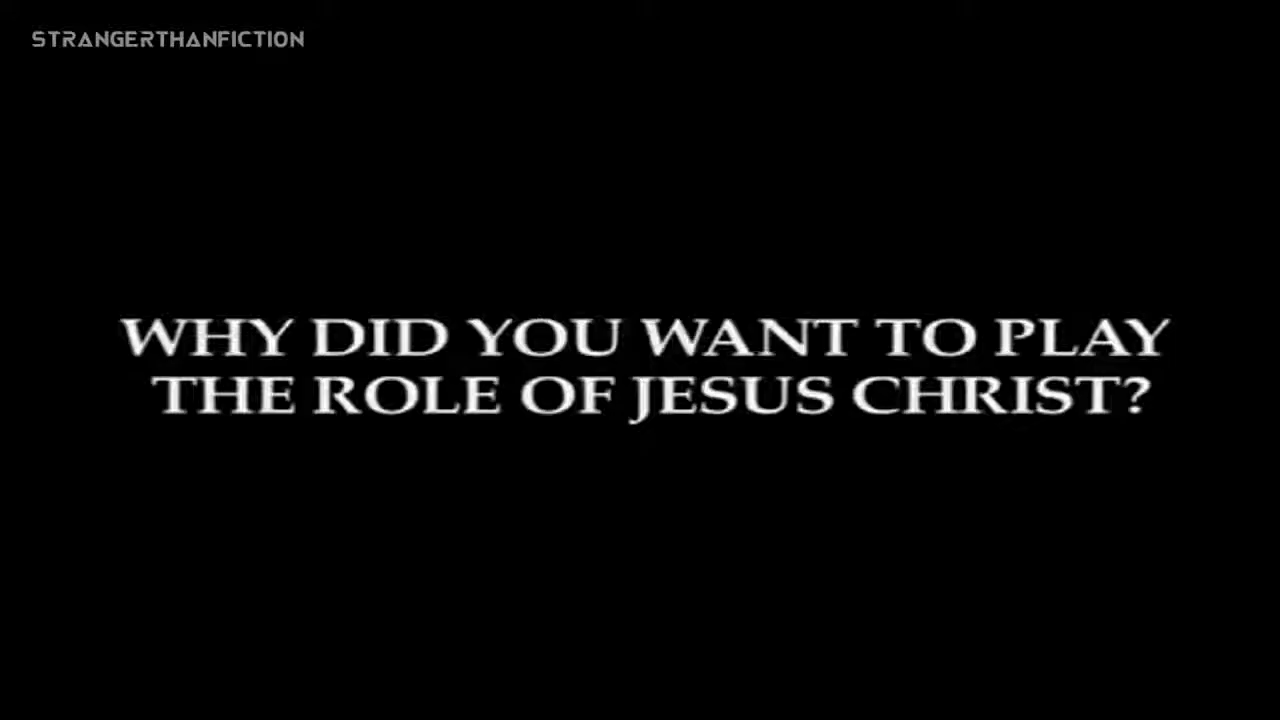 STRANGERTHANFICTION
WHY DID YOU WANT TO PLAY
THE ROLE OF JESUS CHRIST?